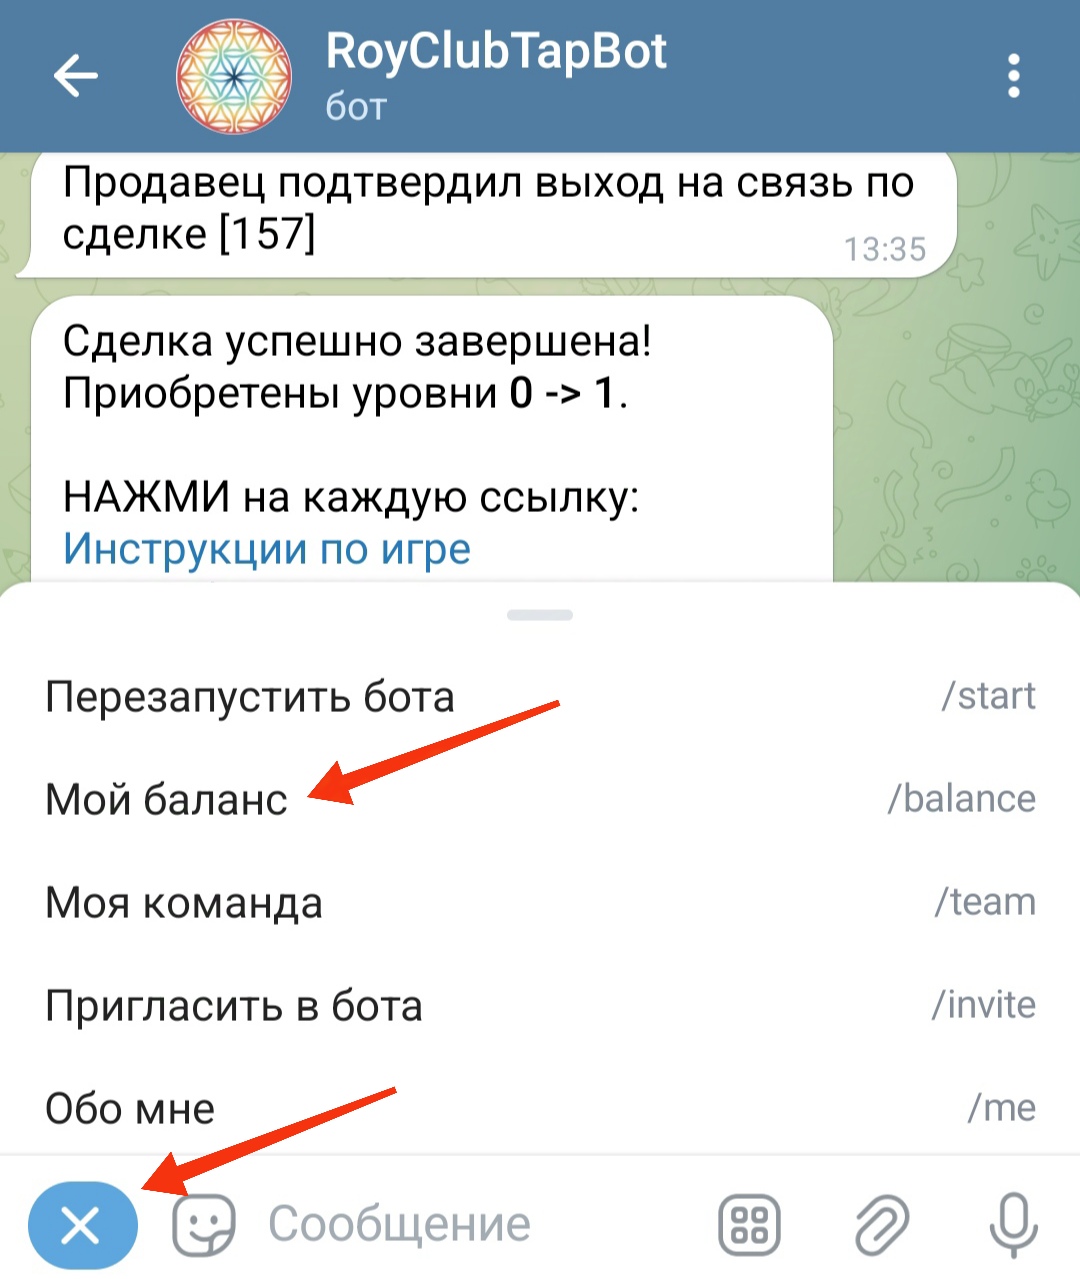 RoyClubTapBot
бот
Продавец подтвердил выход на связь по
сделке [157]
13:35
Сделка успешно завершена!
Приобретены уровни 0 -> 1.
НАЖМИ на каждую ссылку:
Инструкции по игре
Перезапустить бота /start
Мой баланс /balance
Моя команда /team
Пригласить в бота /invite
Обо мне /me
Сообщение